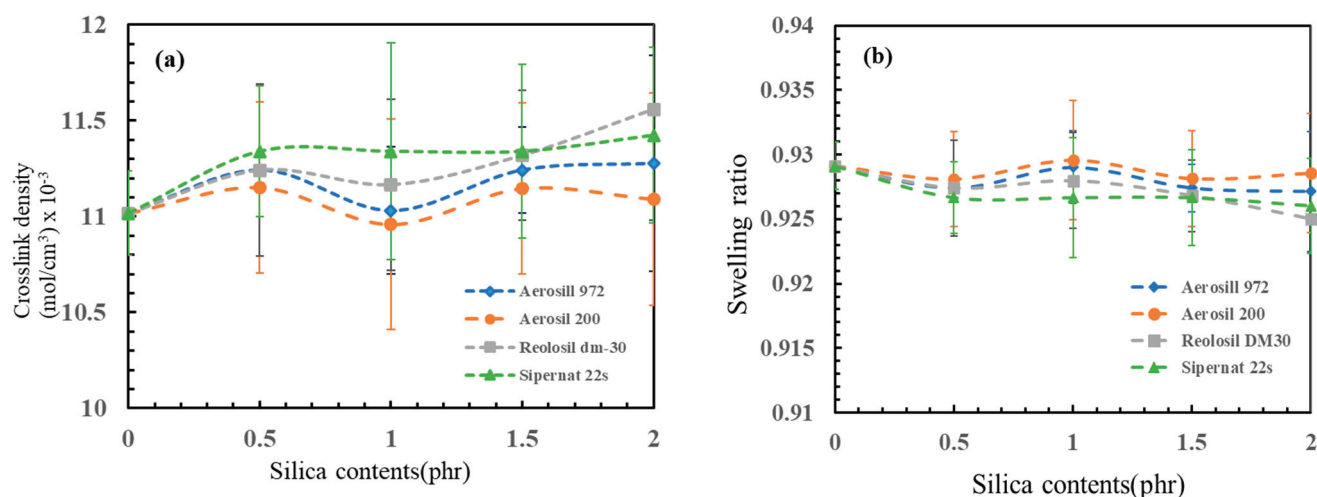 (a)
12
11.5
11
10.5
10
Crosslink density
(mol/cm³) x 10⁻³
0 0.5 1 1.5 2
Silica contents(phr)
Aerosill 972
Aerosil 200
Reolosil dm-30
Sipernat 22s
(b)
0.94
0.935
0.93
0.925
0.92
0.915
0.91
Swelling ratio
0 0.5 1 1.5 2
Silica contents(phr)
Aerosill 972
Aerosil 200
Reolosil DM30
Sipernat 22s